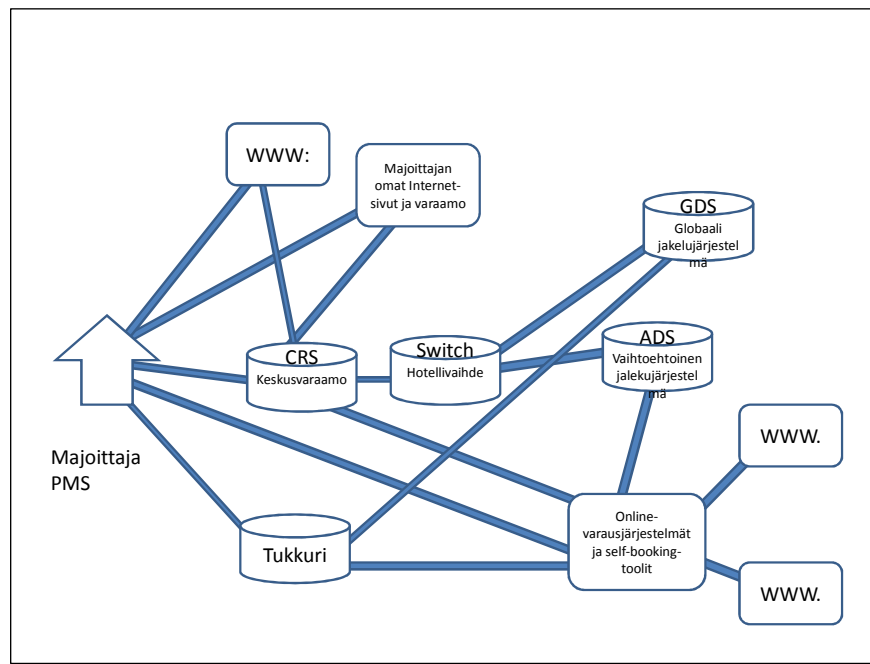 WWW:
Majoittajan
omat Internet-
sivut ja varaamo
GDS
Globaali
jakelujärjestel
mä
CRS
Keskusvaraamo
Switch
Hotellivaihde
ADS
Vaihtoehtoinen
jalekujärjestel
mä
Majoittaja
PMS
WWW.
Tukkuri
Online-
varausjärjestelmät
ja self-booking-
toolit
WWW.